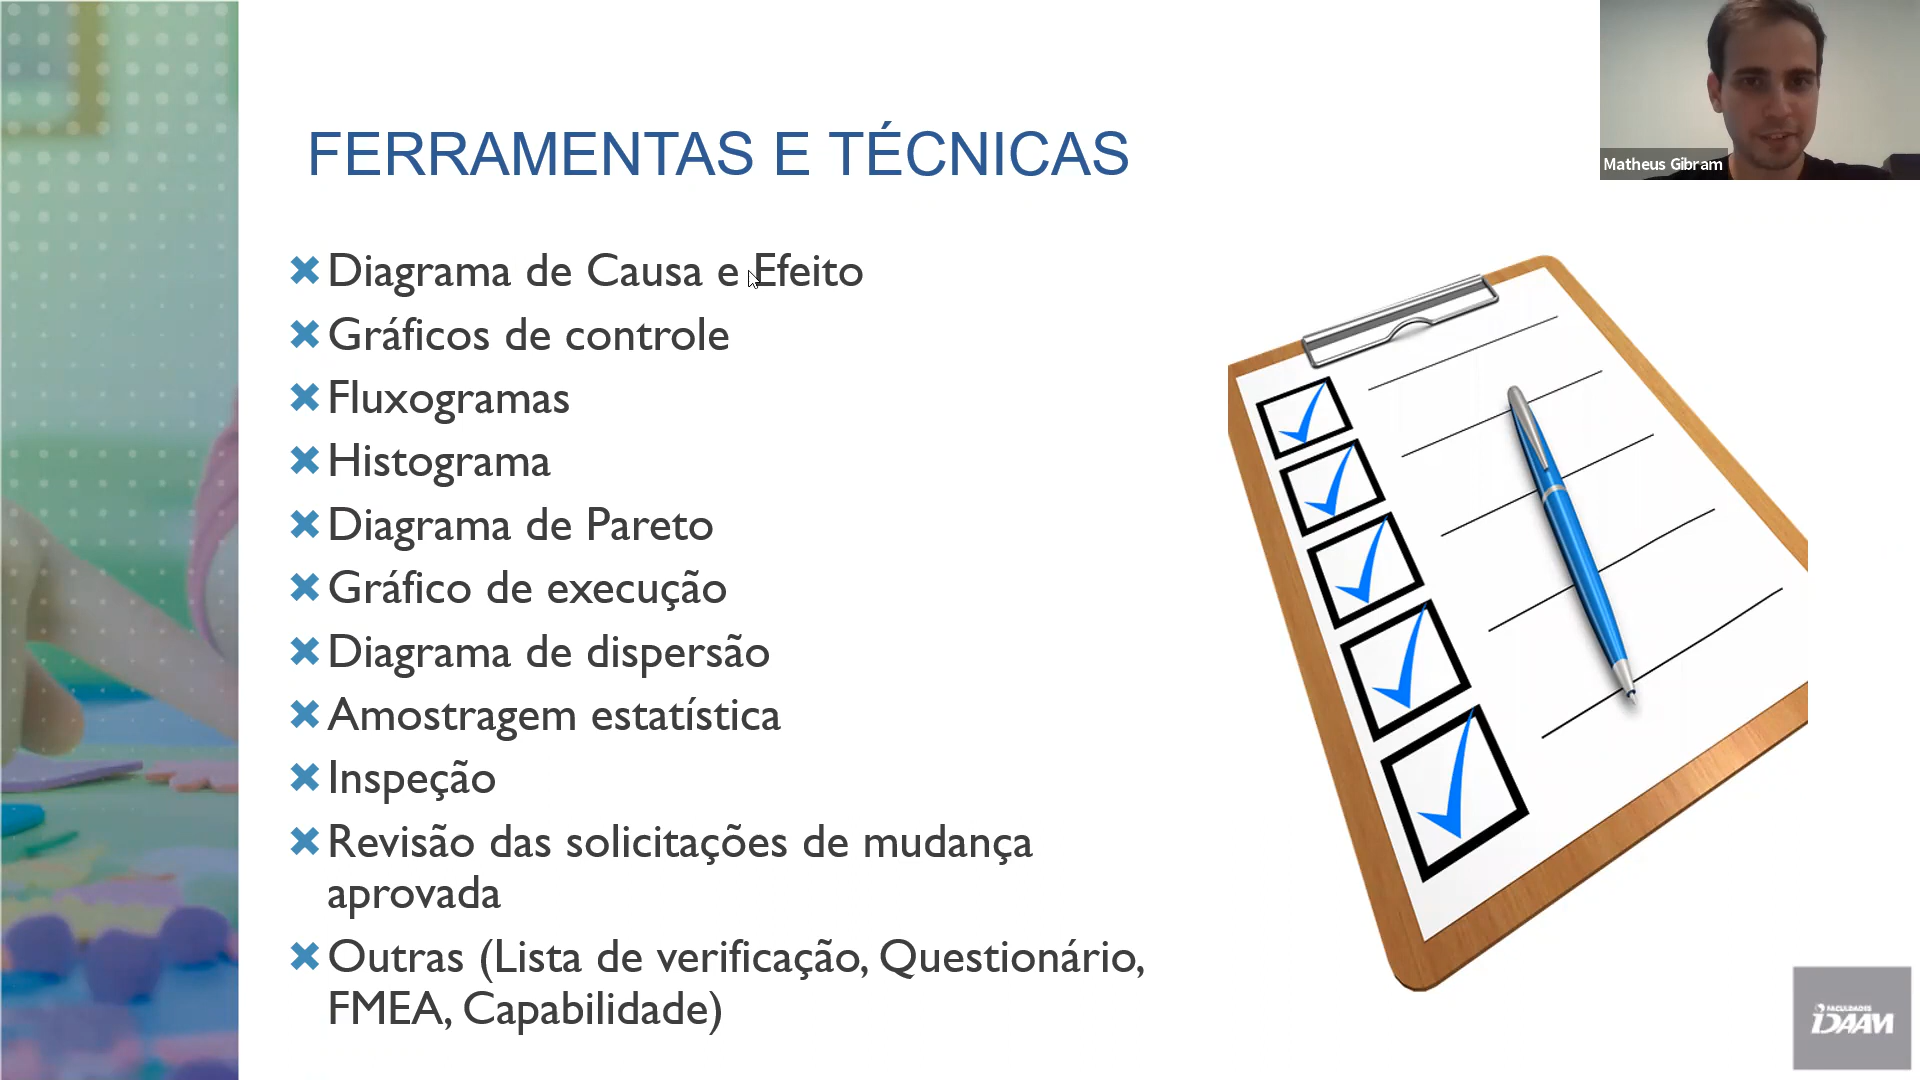 FERRAMENTAS E TÉCNICAS
Matheus Gibram
Diagrama de Causa e Efeito
Gráficos de controle
Fluxogramas
Histograma
Diagrama de Pareto
Gráfico de execução
Diagrama de dispersão
Amostragem estatística
Inspeção
Revisão das solicitações de mudança
aprovada
Outras (Lista de verificação, Questionário,
FMEA, Capabilidade)
FACULDADES
IDAAM